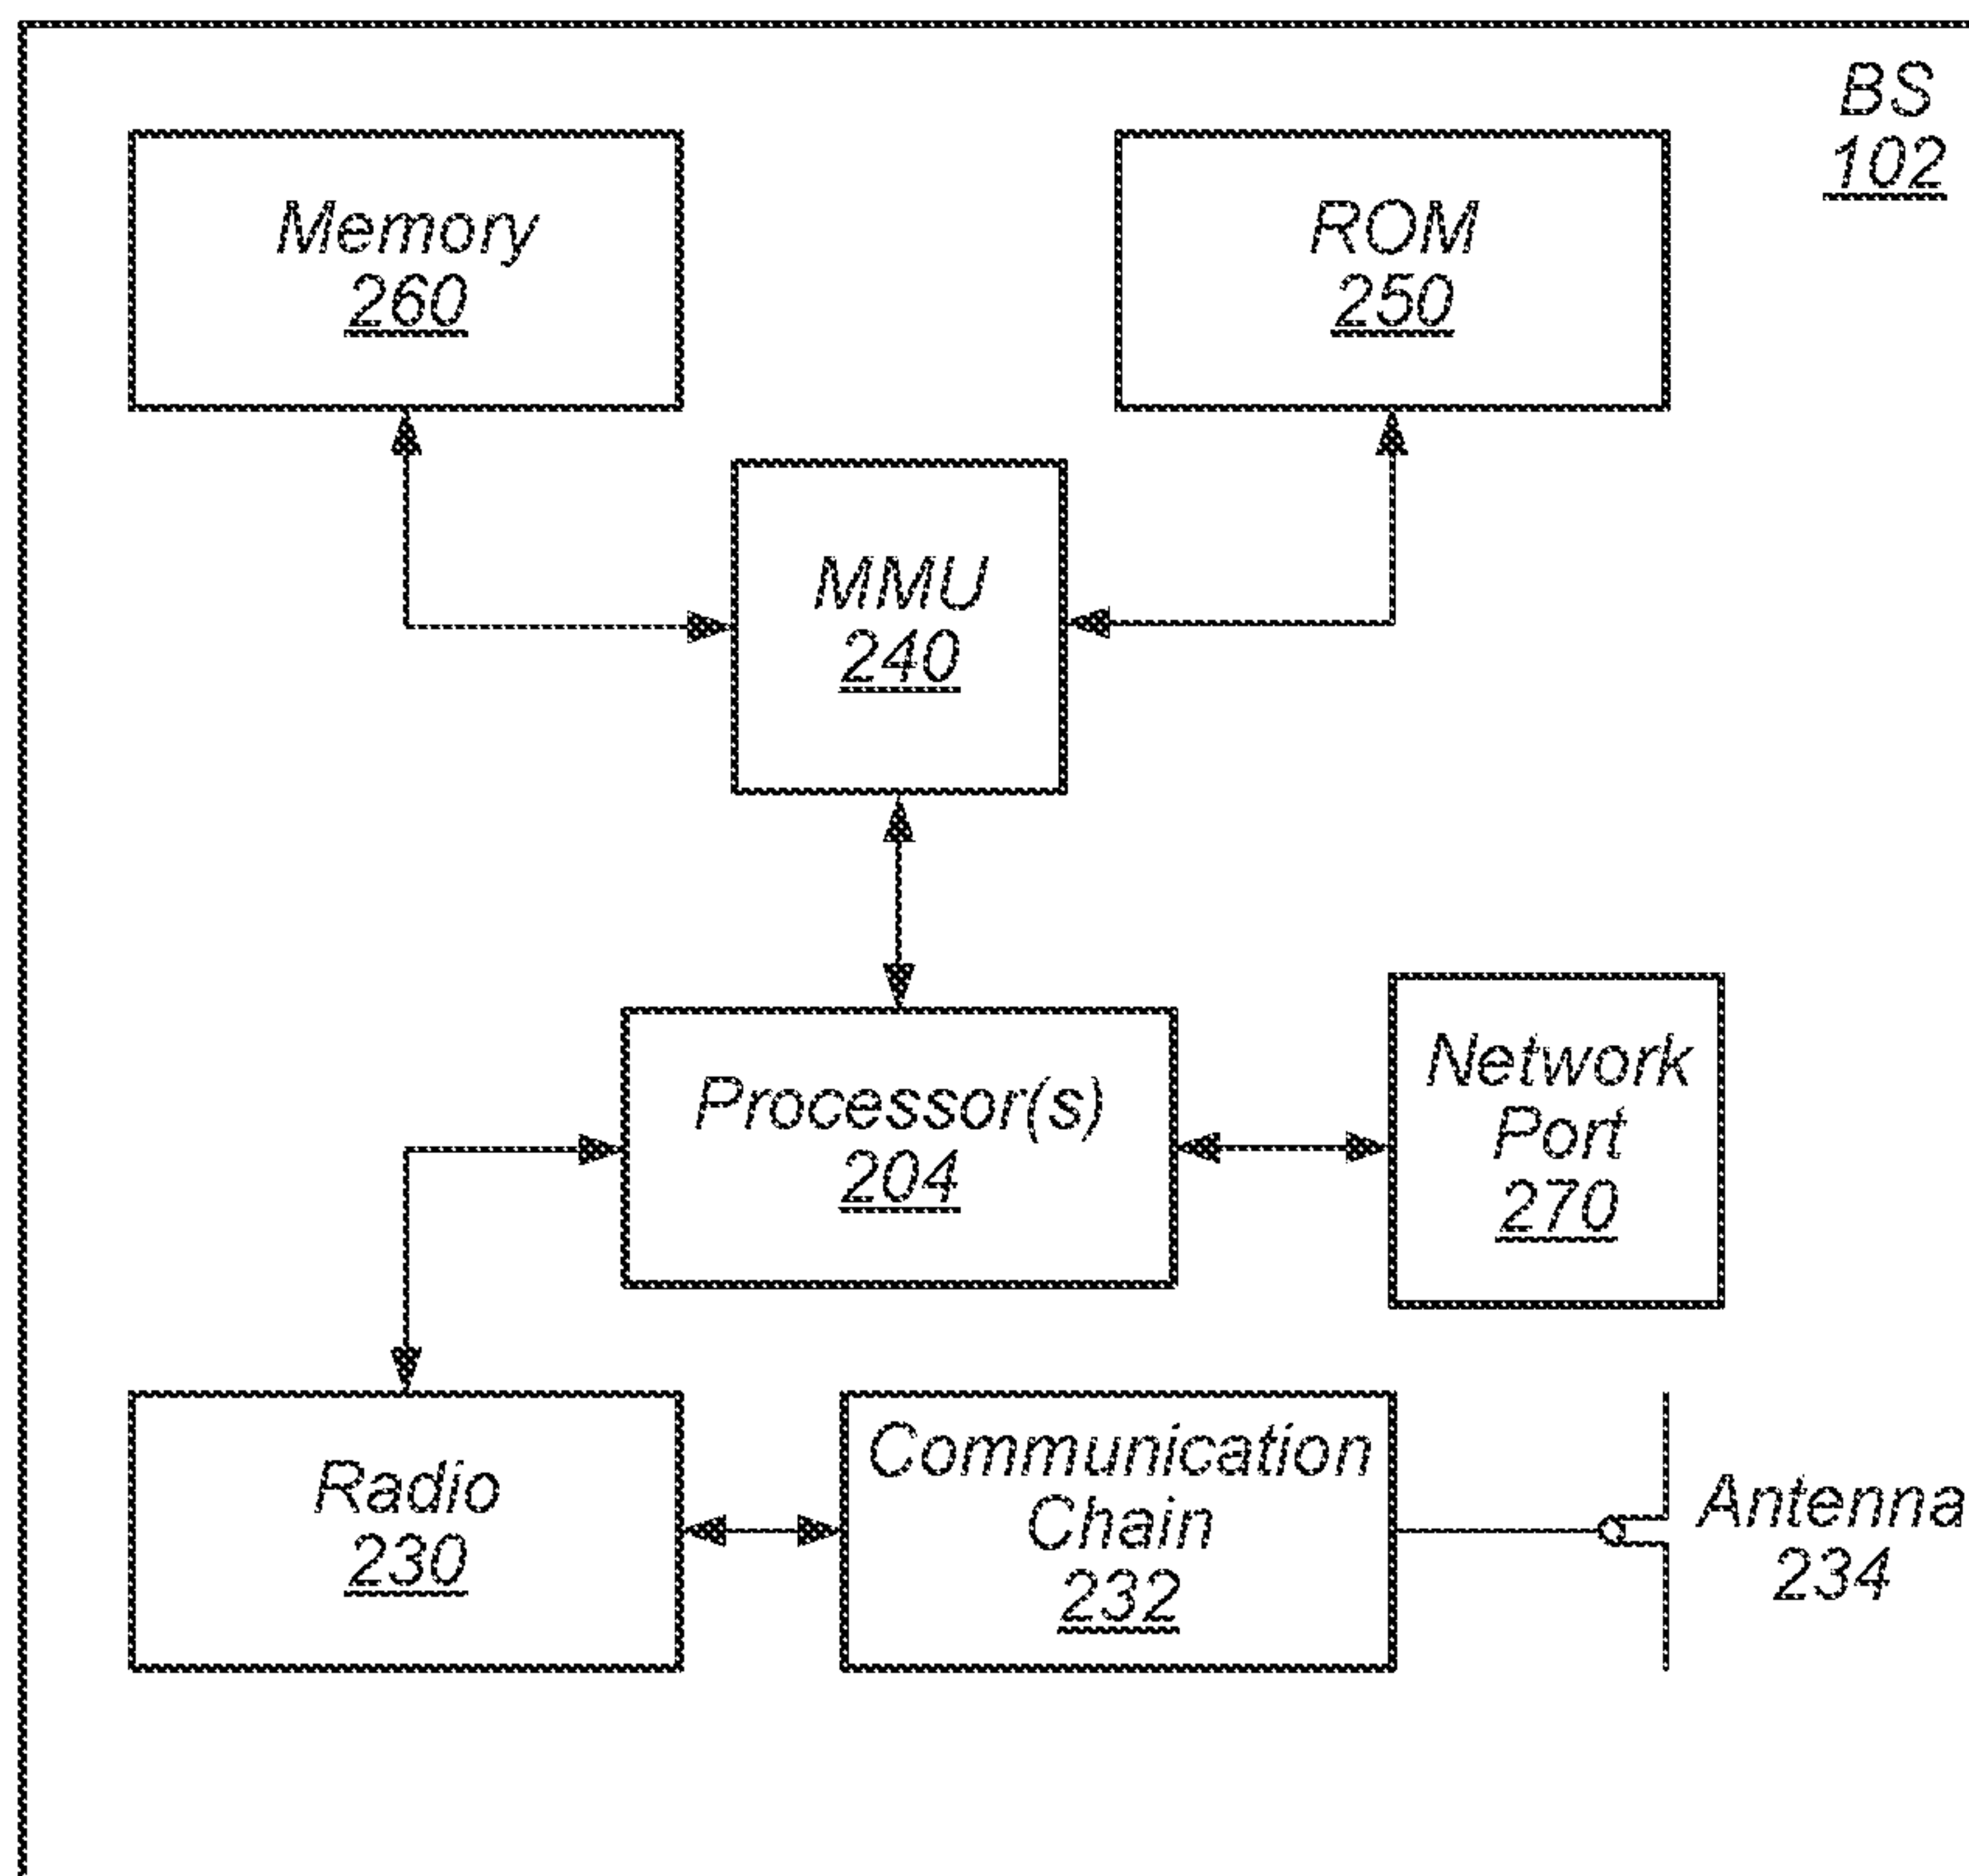 BS
102
Memory
260
ROM
250
MMU
240
Processor(s)
204
Network
Port
270
Radio
230
Communication
Chain
232
Antenna
234